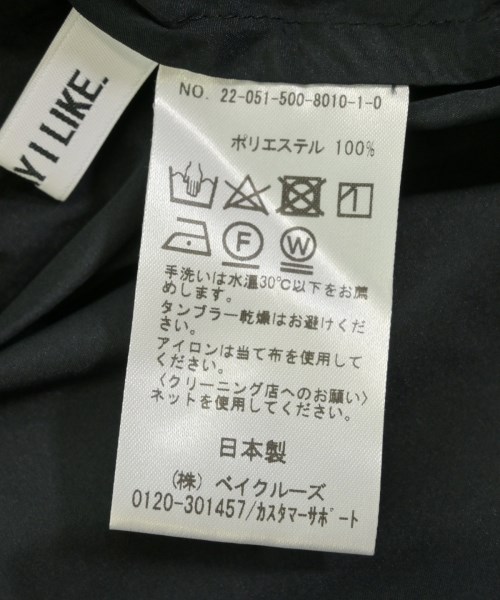 Y I LIKE.
NO. 22-051-500-8010-1-0
ポリエステル 100%
F W
手洗いは水温30℃以下をお薦
めします。
タンブラー乾燥はお避けくだ
さい。
アイロンは当て布を使用して
ください。
〈クリーニング店へのお願い〉
ネットを使用してください。
日本製
(株) ベイクルーズ
0120-301457/カスタマーサポート